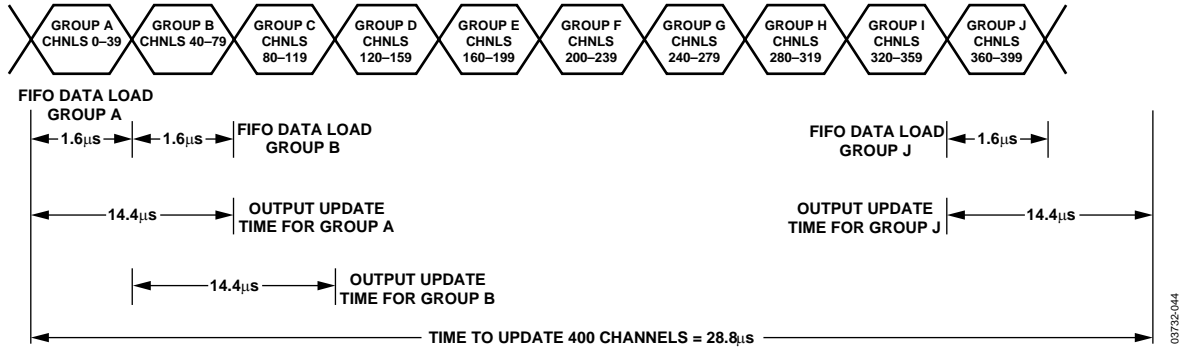 GROUP A
CHNLS 0–39
GROUP B
CHNLS 40–79
GROUP C
CHNLS
80–119
GROUP D
CHNLS
120–159
GROUP E
CHNLS
160–199
GROUP F
CHNLS
200–239
GROUP G
CHNLS
240–279
GROUP H
CHNLS
280–319
GROUP I
CHNLS
320–359
GROUP J
CHNLS
360–399
FIFO DATA LOAD
GROUP A
1.6μs
1.6μs
FIFO DATA LOAD
GROUP B
FIFO DATA LOAD
GROUP J
1.6μs
14.4μs
OUTPUT UPDATE
TIME FOR GROUP A
OUTPUT UPDATE
TIME FOR GROUP J
14.4μs
14.4μs
OUTPUT UPDATE
TIME FOR GROUP B
TIME TO UPDATE 400 CHANNELS = 28.8μs
03732-044